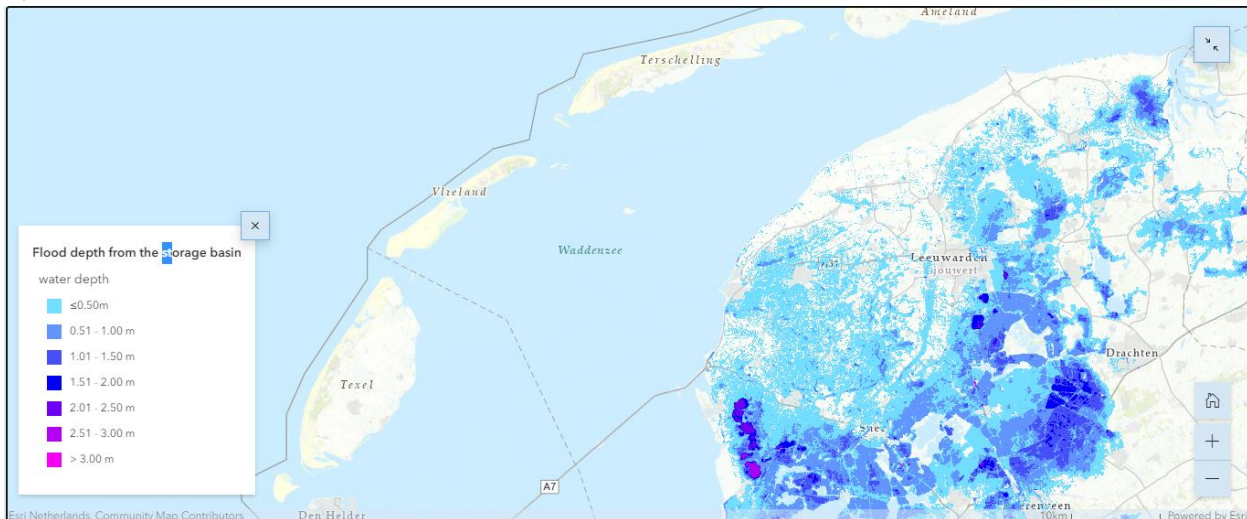 Ameland
Terschelling
Vlieland
Waddenzee
Texel
Den Helder
A7
Leeuwarden
jouwert
Drachten
Flood depth from the storage basin
water depth
≤0.50m
0.51 - 1.00 m
1.01 - 1.50 m
1.51 - 2.00 m
2.01 - 2.50 m
2.51 - 3.00 m
> 3.00 m
10km
Esri Netherlands, Community Map Contributors
Powered by Esri